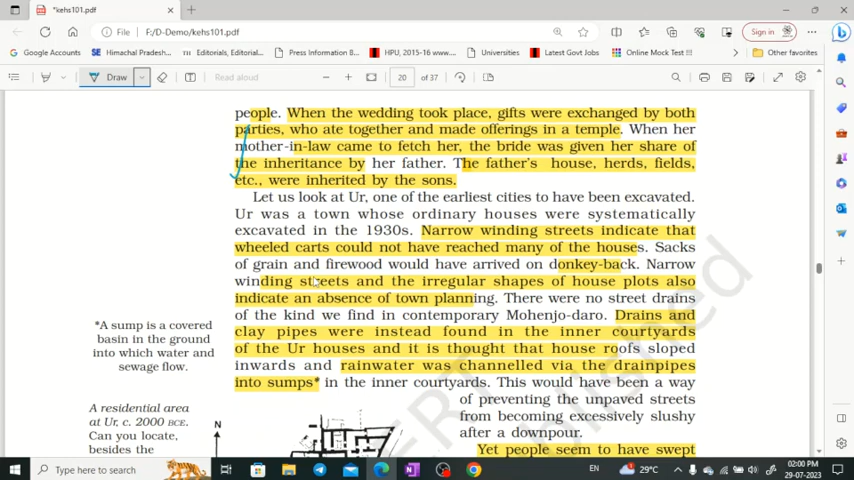 *kehs101.pdf
File | F:/D-Demo/kehs101.pdf
Sign in
Google Accounts
Himachal Pradesh...
Editorials, Editorial...
Press Information B...
HPU, 2015-16 www....
Universities
Latest Govt Jobs
Online Mock Test !!!
Other favorites
Draw
Read aloud
20 of 37
people. When the wedding took place, gifts were exchanged by both
parties, who ate together and made offerings in a temple. When her
mother-in-law came to fetch her, the bride was given her share of
the inheritance by her father. The father's house, herds, fields,
etc., were inherited by the sons.
Let us look at Ur, one of the earliest cities to have been excavated.
Ur was a town whose ordinary houses were systematically
excavated in the 1930s. Narrow winding streets indicate that
wheeled carts could not have reached many of the houses. Sacks
of grain and firewood would have arrived on donkey-back. Narrow
winding streets and the irregular shapes of house plots also
indicate an absence of town planning. There were no street drains
of the kind we find in contemporary Mohenjo-daro. Drains and
clay pipes were instead found in the inner courtyards
of the Ur houses and it is thought that house roofs sloped
inwards and rainwater was channelled via the drainpipes
into sumps* in the inner courtyards. This would have been a way
of preventing the unpaved streets
from becoming excessively slushy
after a downpour.
Yet people seem to have swept
*A sump is a covered
basin in the ground
into which water and
sewage flow.
A residential area
at Ur, c. 2000 BCE.
Can you locate,
besides the
N
Type here to search
EN
29°C
02:00 PM
29-07-2023